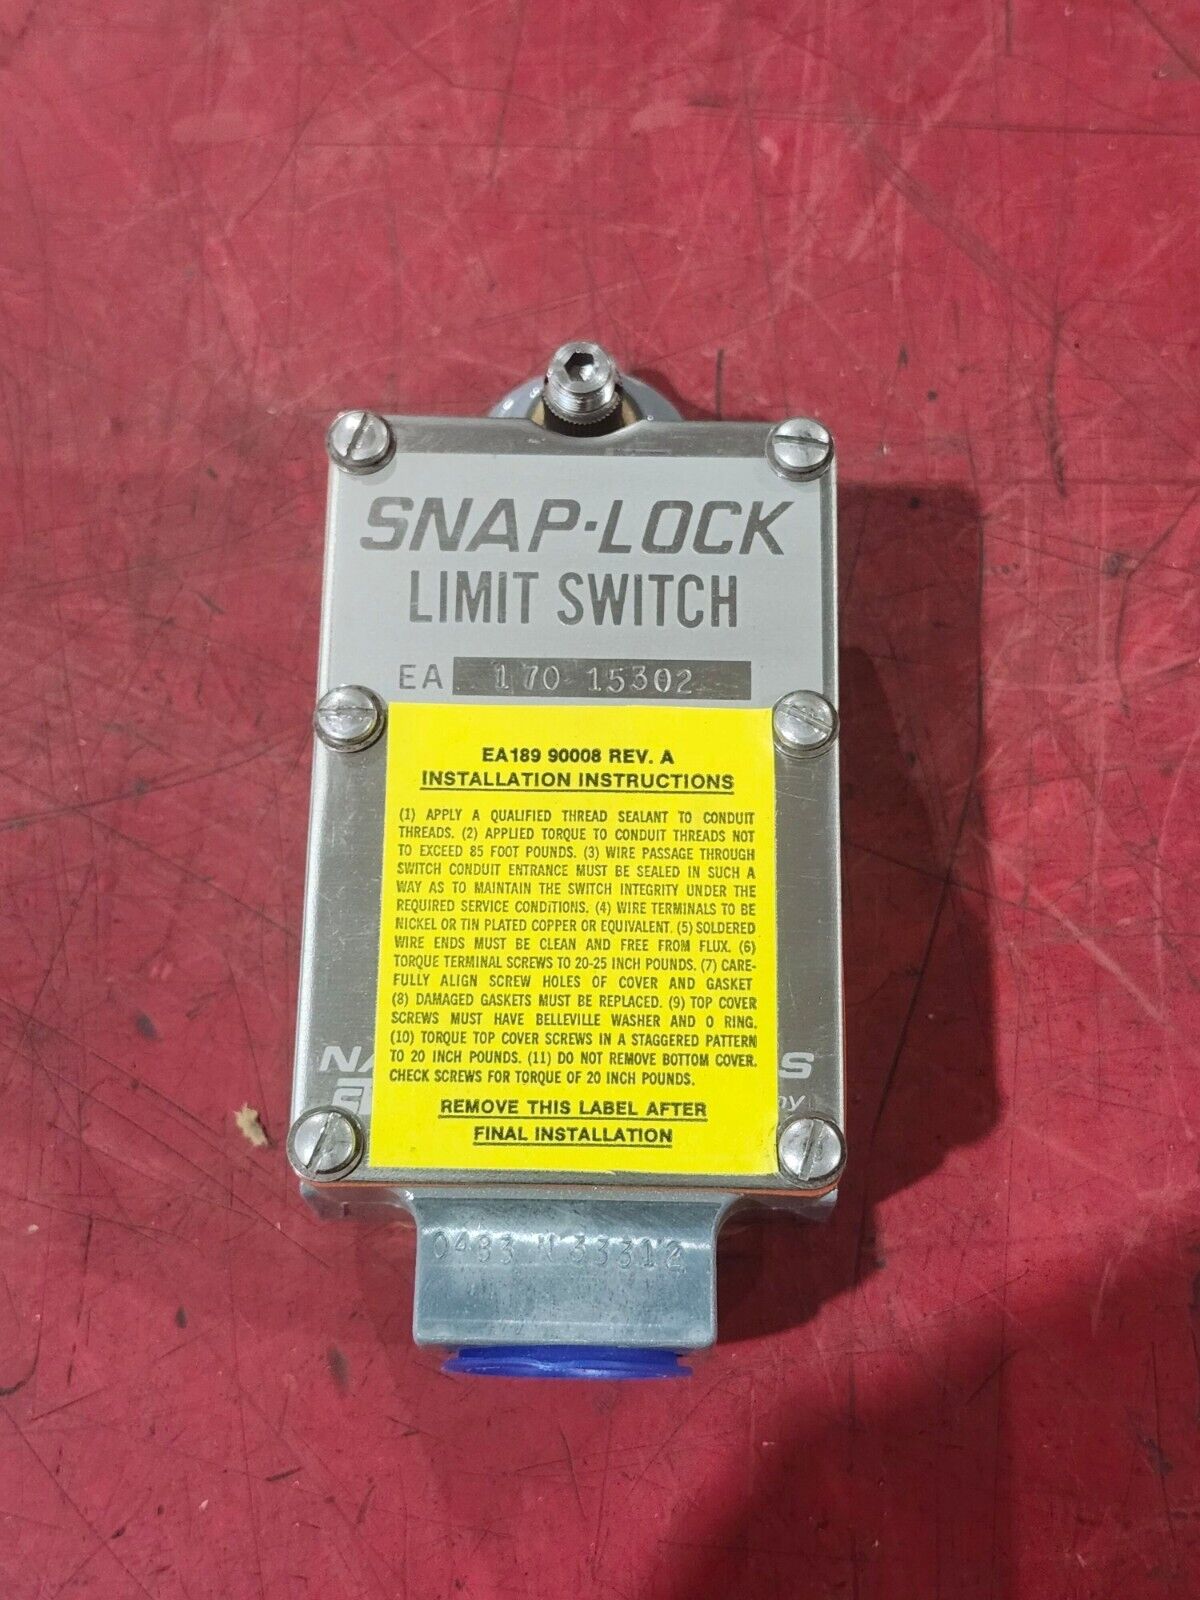 SNAP-LOCK
LIMIT SWITCH
EA 170 15302
EA189 90008 REV. A
INSTALLATION INSTRUCTIONS
(1) APPLY A QUALIFIED THREAD SEALANT TO CONDUIT
THREADS. (2) APPLIED TORQUE TO CONDUIT THREADS NOT
TO EXCEED 85 FOOT POUNDS. (3) WIRE PASSAGE THROUGH
SWITCH CONDUIT ENTRANCE MUST BE SEALED IN SUCH A
WAY AS TO MAINTAIN THE SWITCH INTEGRITY UNDER THE
REQUIRED SERVICE CONDITIONS. (4) WIRE TERMINALS TO BE
NICKEL OR TIN PLATED COPPER OR EQUIVALENT. (5) SOLDERED
WIRE ENDS MUST BE CLEAN AND FREE FROM FLUX. (6)
TORQUE TERMINAL SCREWS TO 20-25 INCH POUNDS. (7) CARE-
FULLY ALIGN SCREW HOLES OF COVER AND GASKET
(8) DAMAGED GASKETS MUST BE REPLACED. (9) TOP COVER
SCREWS MUST HAVE BELLEVILLE WASHER AND O RING.
(10) TORQUE TOP COVER SCREWS IN A STAGGERED PATTERN
TO 20 INCH POUNDS. (11) DO NOT REMOVE BOTTOM COVER.
CHECK SCREWS FOR TORQUE OF 20 INCH POUNDS.
REMOVE THIS LABEL AFTER
FINAL INSTALLATION
0483 N 33312